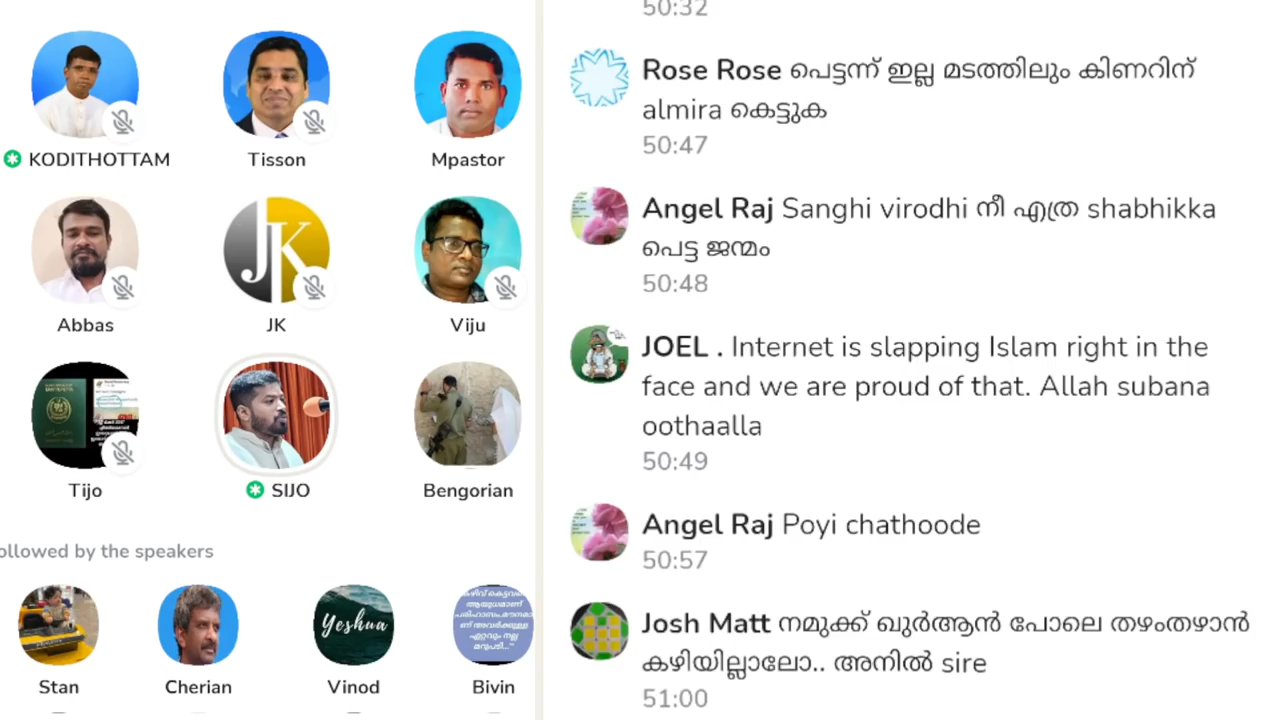 KODITHOTTAM
Tisson
Mpastor
Abbas
JK
JK
Viju
Tijo
SIJO
Bengorian
ollowed by the speakers
Yeshua
Stan
Cherian
Vinod
Bivin
50:32
Rose Rose പെട്ടന്ന് ഇല്ല മടത്തിലും കിണറിന്
almira കെട്ടുക
50:47
Angel Raj Sanghi virodhi നീ എത്ര shabhikka
പെട്ട ജന്മം
50:48
JOEL . Internet is slapping Islam right in the
face and we are proud of that. Allah subana
oothaalla
50:49
Angel Raj Poyi chathoode
50:57
Josh Matt നമുക്ക് ഖുർആൻ പോലെ തഴംതഴാൻ
കഴിയില്ലാലോ.. അനിൽ sire
51:00